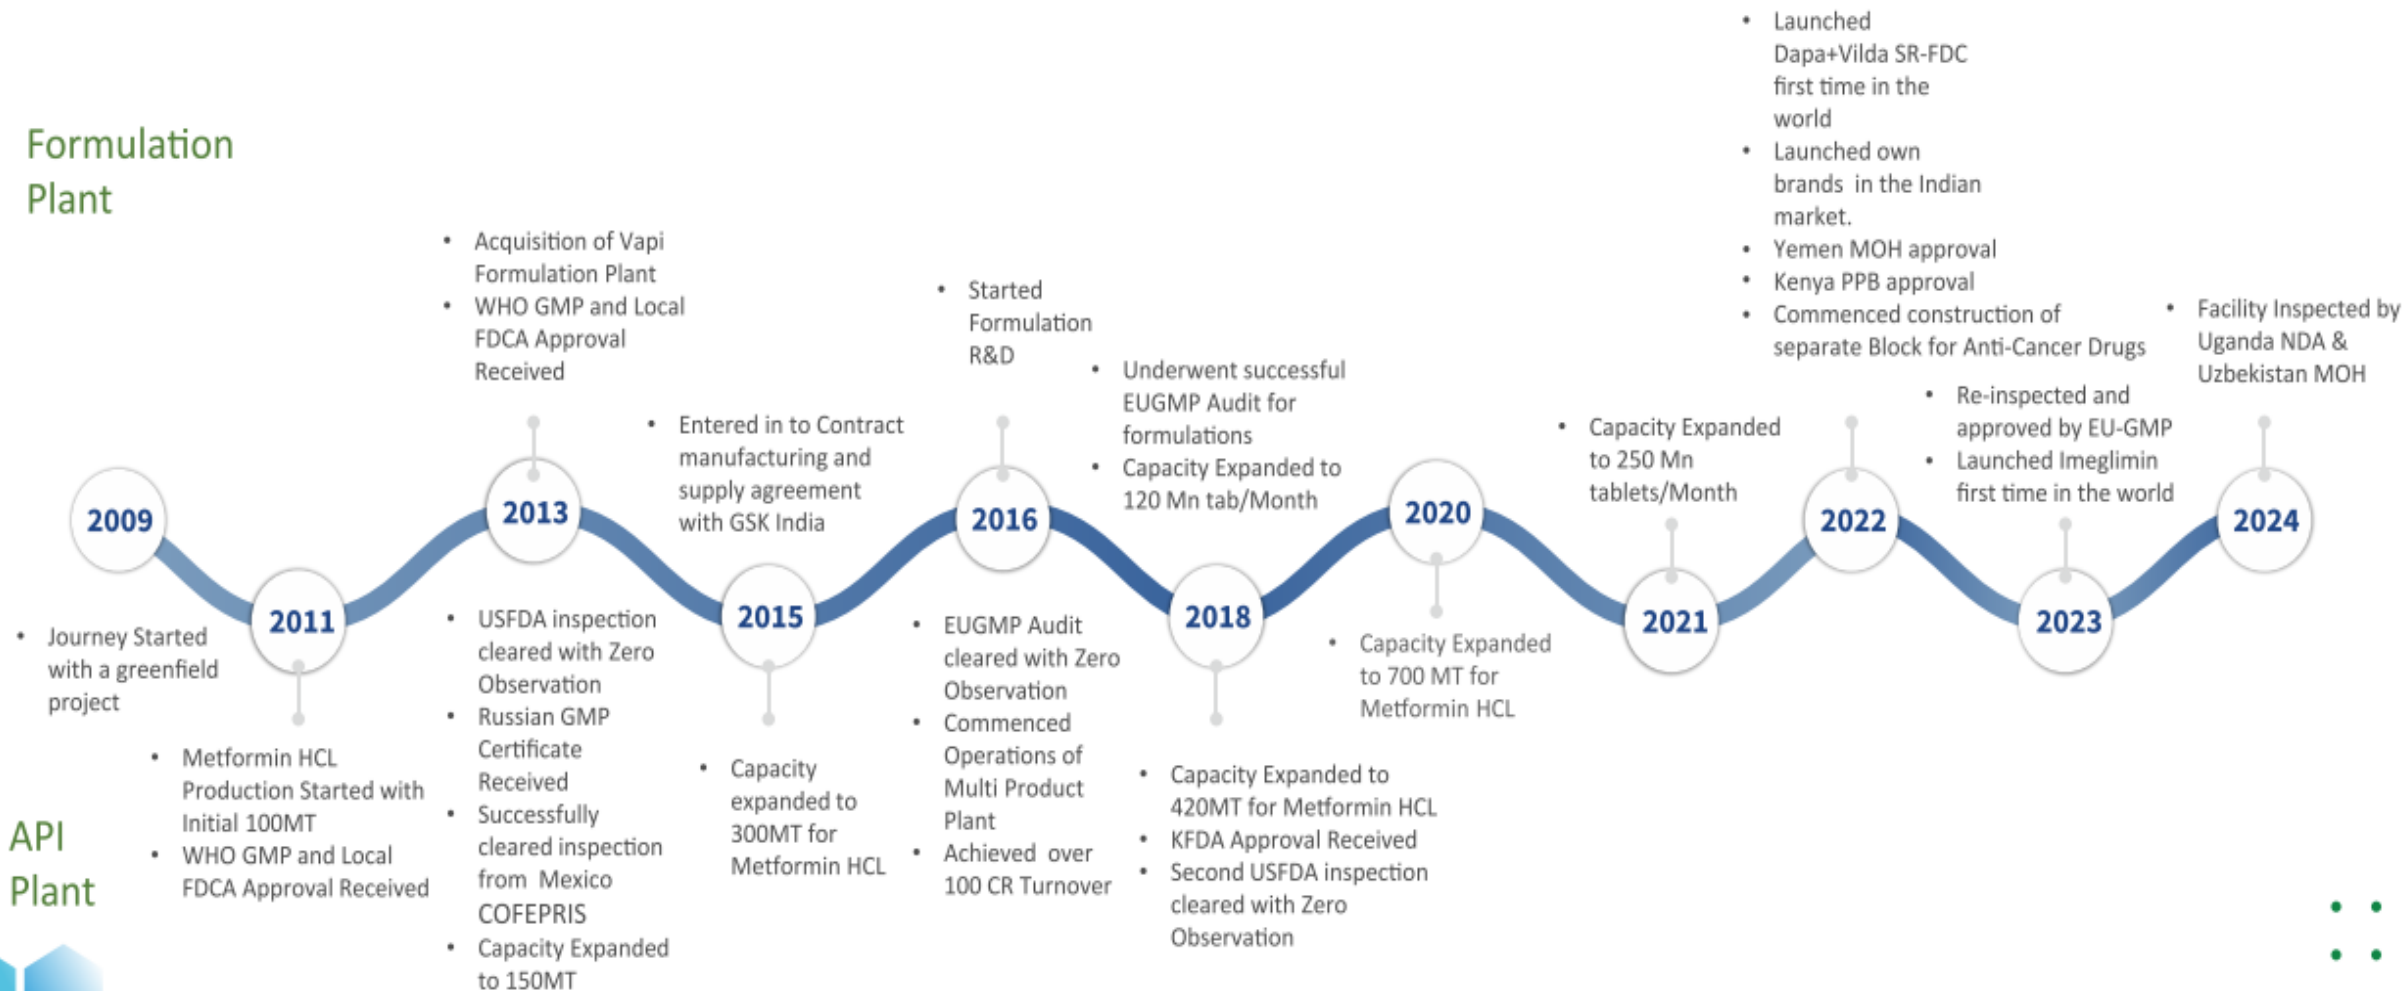 Formulation
Plant
2009
• Journey Started
with a greenfield
project
2011
• Metformin HCL
Production Started with
Initial 100MT
• WHO GMP and Local
FDCA Approval Received
• Acquisition of Vapi
Formulation Plant
• WHO GMP and Local
FDCA Approval
Received
2013
• USFDA inspection
cleared with Zero
Observation
• Russian GMP
Certificate
Received
• Successfully
cleared inspection
from Mexico
COFEPRIS
• Capacity Expanded
to 150MT
• Entered in to Contract
manufacturing and
supply agreement
with GSK India
2015
• Capacity
expanded to
300MT for
Metformin HCL
• Started
Formulation
R&D
2016
• EUGMP Audit
cleared with Zero
Observation
• Commenced
Operations of
Multi Product
Plant
• Achieved over
100 CR Turnover
• Underwent successful
EUGMP Audit for
formulations
• Capacity Expanded to
120 Mn tab/Month
2018
• Capacity Expanded to
420MT for Metformin HCL
• KFDA Approval Received
• Second USFDA inspection
cleared with Zero
Observation
2020
• Capacity Expanded
to 700 MT for
Metformin HCL
• Capacity Expanded
to 250 Mn
tablets/Month
2021
• Launched
Dapa+Vilda SR-FDC
first time in the
world
• Launched own
brands in the Indian
market.
• Yemen MOH approval
• Kenya PPB approval
• Commenced construction of
separate Block for Anti-Cancer Drugs
2022
• Re-inspected and
approved by EU-GMP
• Launched Imeglimin
first time in the world
2023
• Facility Inspected by
Uganda NDA &
Uzbekistan MOH
2024
API
Plant